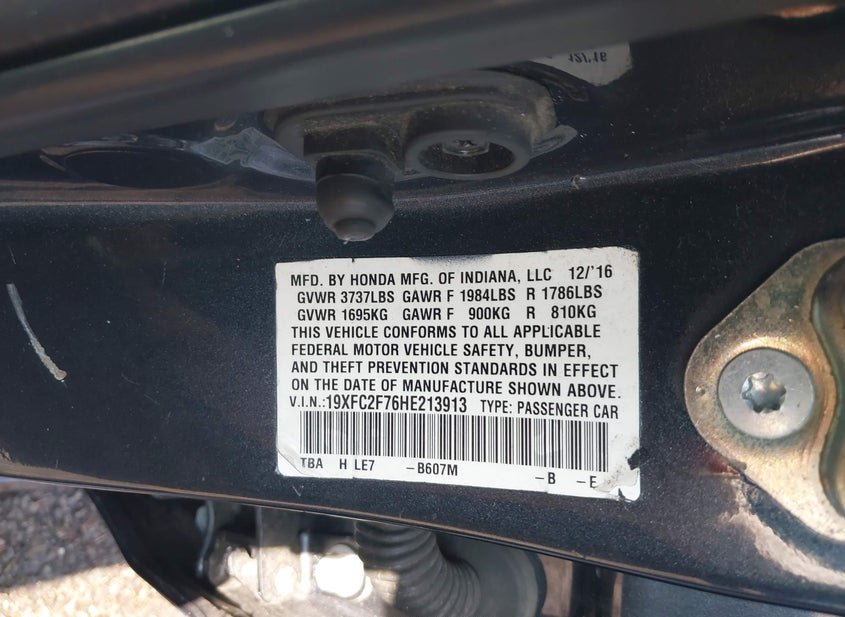 12/'16
MFD. BY HONDA MFG. OF INDIANA, LLC 12/'16
GVWR 3737LBS GAWR F 1984LBS R 1786LBS
GVWR 1695KG GAWR F 900KG R 810KG
THIS VEHICLE CONFORMS TO ALL APPLICABLE
FEDERAL MOTOR VEHICLE SAFETY, BUMPER,
AND THEFT PREVENTION STANDARDS IN EFFECT
ON THE DATE OF MANUFACTURE SHOWN ABOVE.
V.I.N.:19XFC2F76HE213913 TYPE: PASSENGER CAR
TBA H LE7 -B607M -B -E